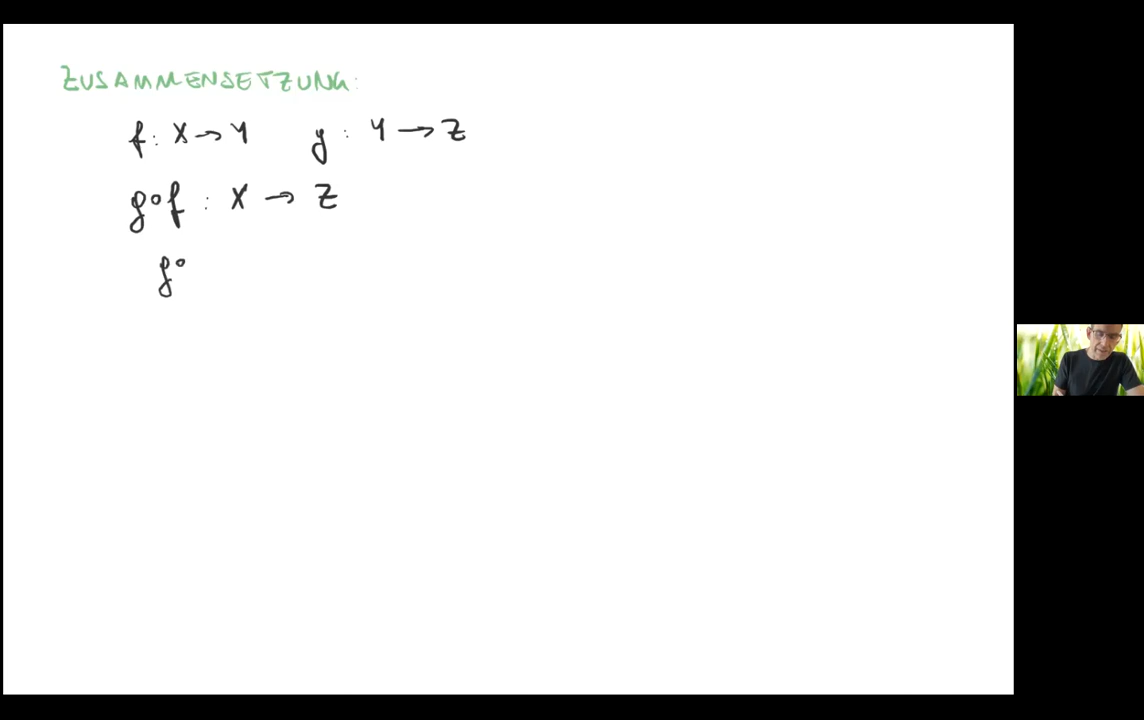 ZUSAMMENSETZUNG:
f: X → Y g: Y → Z
g∘f : X → Z
g∘